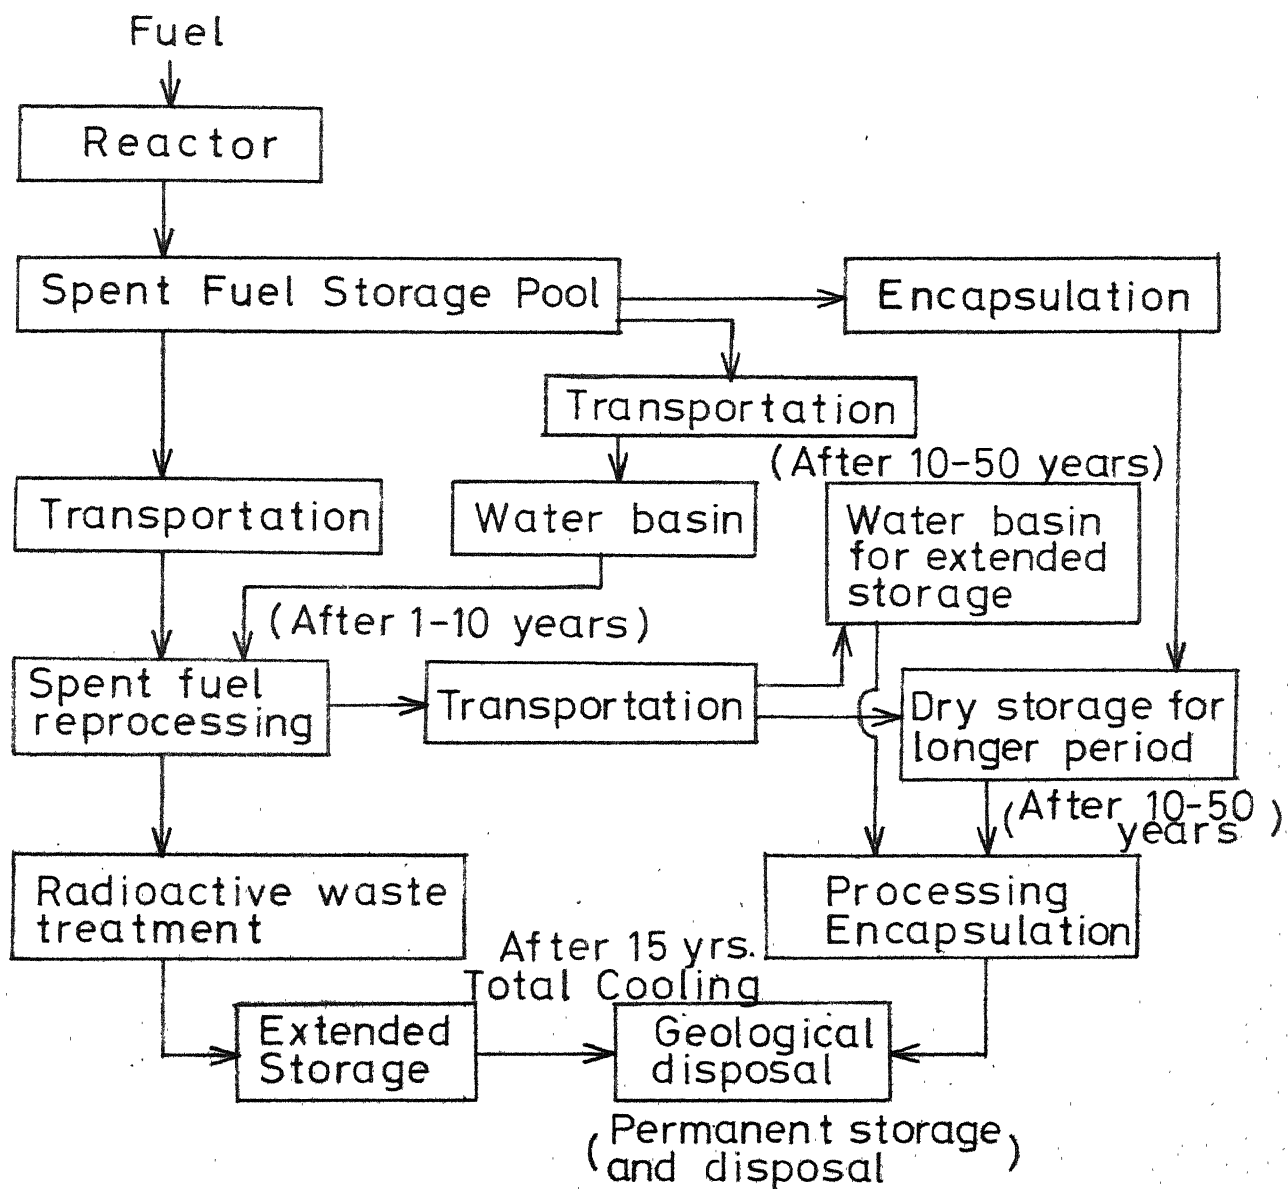 Fuel
Reactor
Spent Fuel Storage Pool
Encapsulation
Transportation
(After 10-50 years)
Transportation
Water basin
Water basin
for extended
storage
(After 1-10 years)
Spent fuel
reprocessing
Transportation
Dry storage for
longer period
(After 10-50
years)
Radioactive waste
treatment
Processing
Encapsulation
After 15 yrs.
Total Cooling
Extended
Storage
Geological
disposal
(Permanent storage
and disposal)